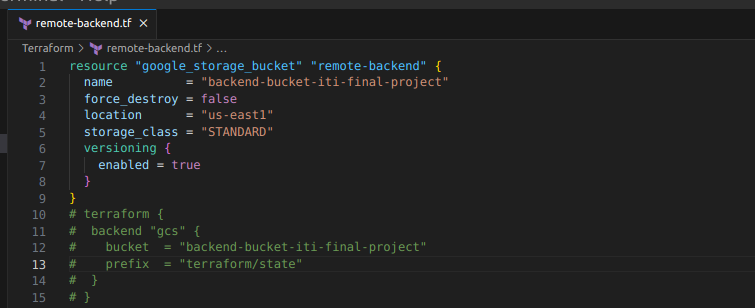 remote-backend.tf ×
Terraform > remote-backend.tf > ...
1 resource "google_storage_bucket" "remote-backend" {
2   name          = "backend-bucket-iti-final-project"
3   force_destroy = false
4   location      = "us-east1"
5   storage_class = "STANDARD"
6   versioning {
7     enabled = true
8   }
9 }
10 # terraform {
11 #  backend "gcs" {
12 #    bucket  = "backend-bucket-iti-final-project"
13 #    prefix  = "terraform/state"
14 #  }
15 # }